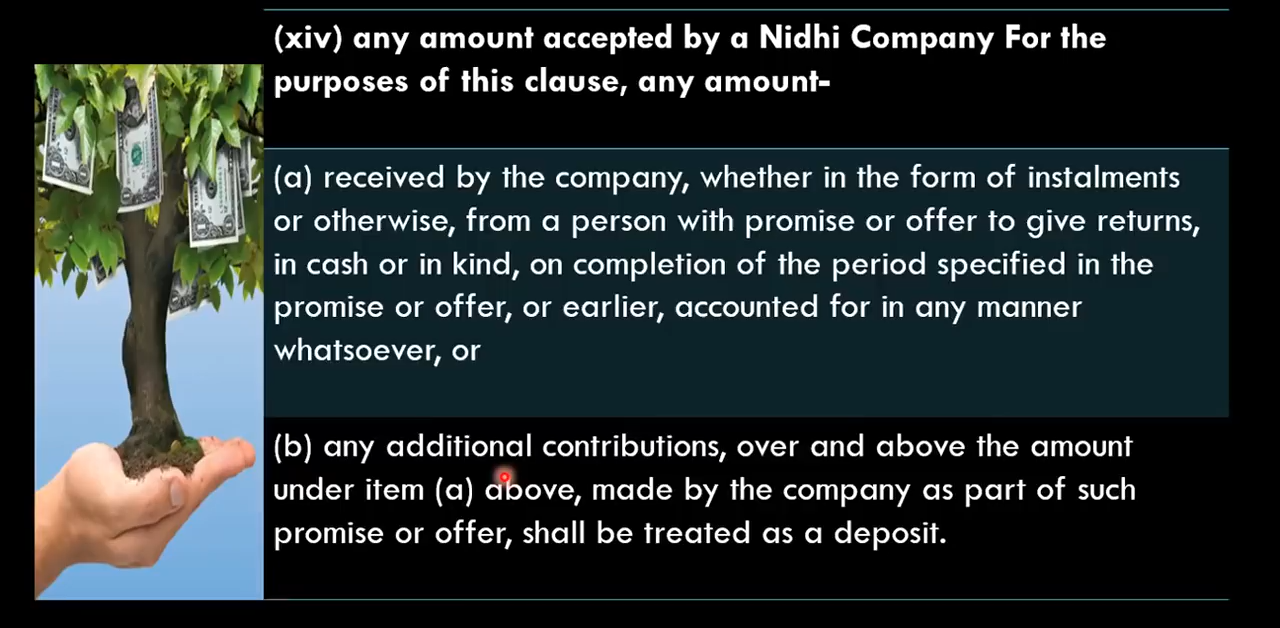 (xiv) any amount accepted by a Nidhi Company For the
purposes of this clause, any amount-
(a) received by the company, whether in the form of instalments
or otherwise, from a person with promise or offer to give returns,
in cash or in kind, on completion of the period specified in the
promise or offer, or earlier, accounted for in any manner
whatsoever, or
(b) any additional contributions, over and above the amount
under item (a) above, made by the company as part of such
promise or offer, shall be treated as a deposit.